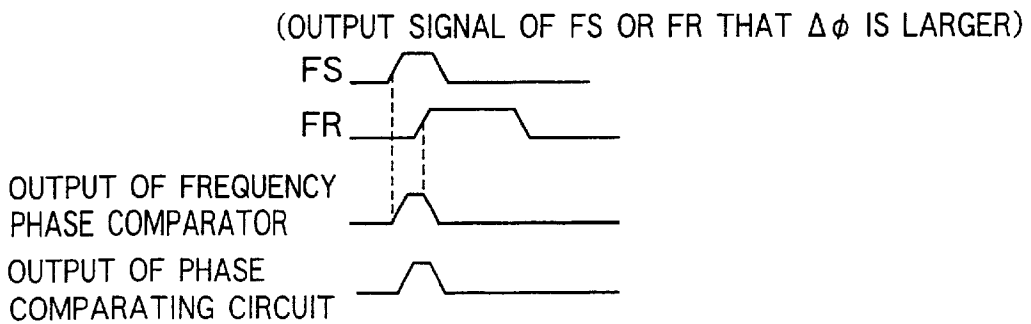 (OUTPUT SIGNAL OF FS OR FR THAT Δϕ IS LARGER)
FS
FR
OUTPUT OF FREQUENCY
PHASE COMPARATOR
OUTPUT OF PHASE
COMPARATING CIRCUIT